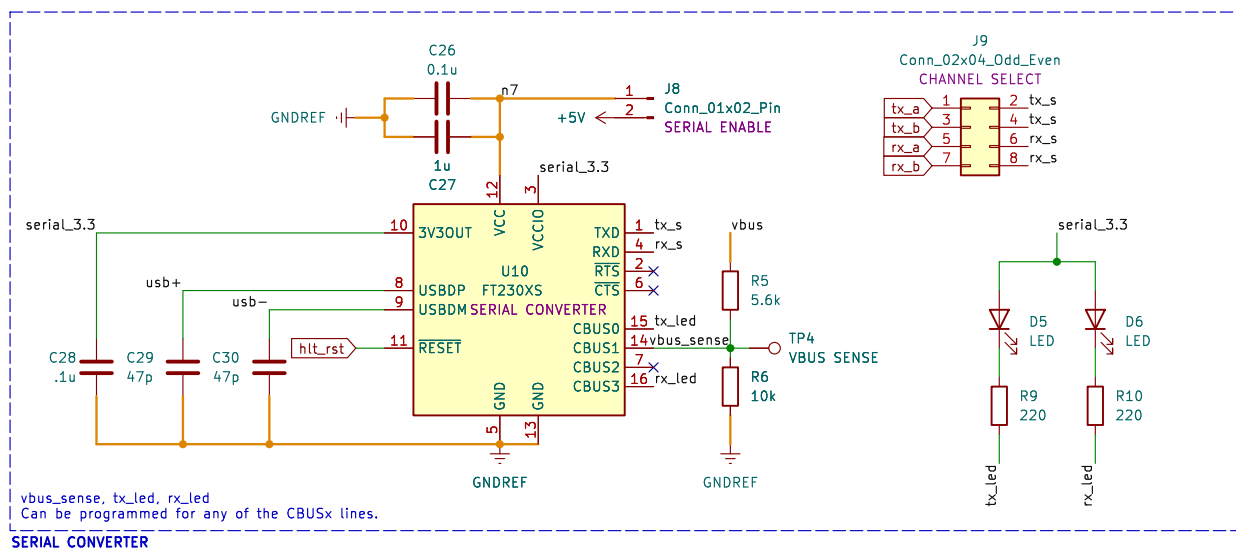 C26
0.1u
GNDREF
1u
C27
n7
1
2
+5V
J8
Conn_01x02_Pin
SERIAL ENABLE
J9
Conn_02x04_Odd_Even
CHANNEL SELECT
tx_a 1 2 tx_s
tx_b 3 4 tx_s
rx_a 5 6 rx_s
rx_b 7 8 rx_s
serial_3.3
12
3
VCC
VCCIO
serial_3.3
10 3V3OUT
usb+
8 USBDP
usb-
9 USBDM
hlt_rst
11 RESET
U10
FT230XS
SERIAL CONVERTER
TXD 1 tx_s
RXD 4 rx_s
RTS 2
CTS 6
CBUS0 15 tx_led
CBUS1 14 vbus_sense
CBUS2 7
CBUS3 16 rx_led
GND
GND
5
13
GNDREF
C28
.1u
C29
47p
C30
47p
vbus
R5
5.6k
TP4
VBUS SENSE
R6
10k
GNDREF
serial_3.3
D5
LED
D6
LED
R9
220
R10
220
tx_led
rx_led
vbus_sense, tx_led, rx_led
Can be programmed for any of the CBUSx lines.
SERIAL CONVERTER